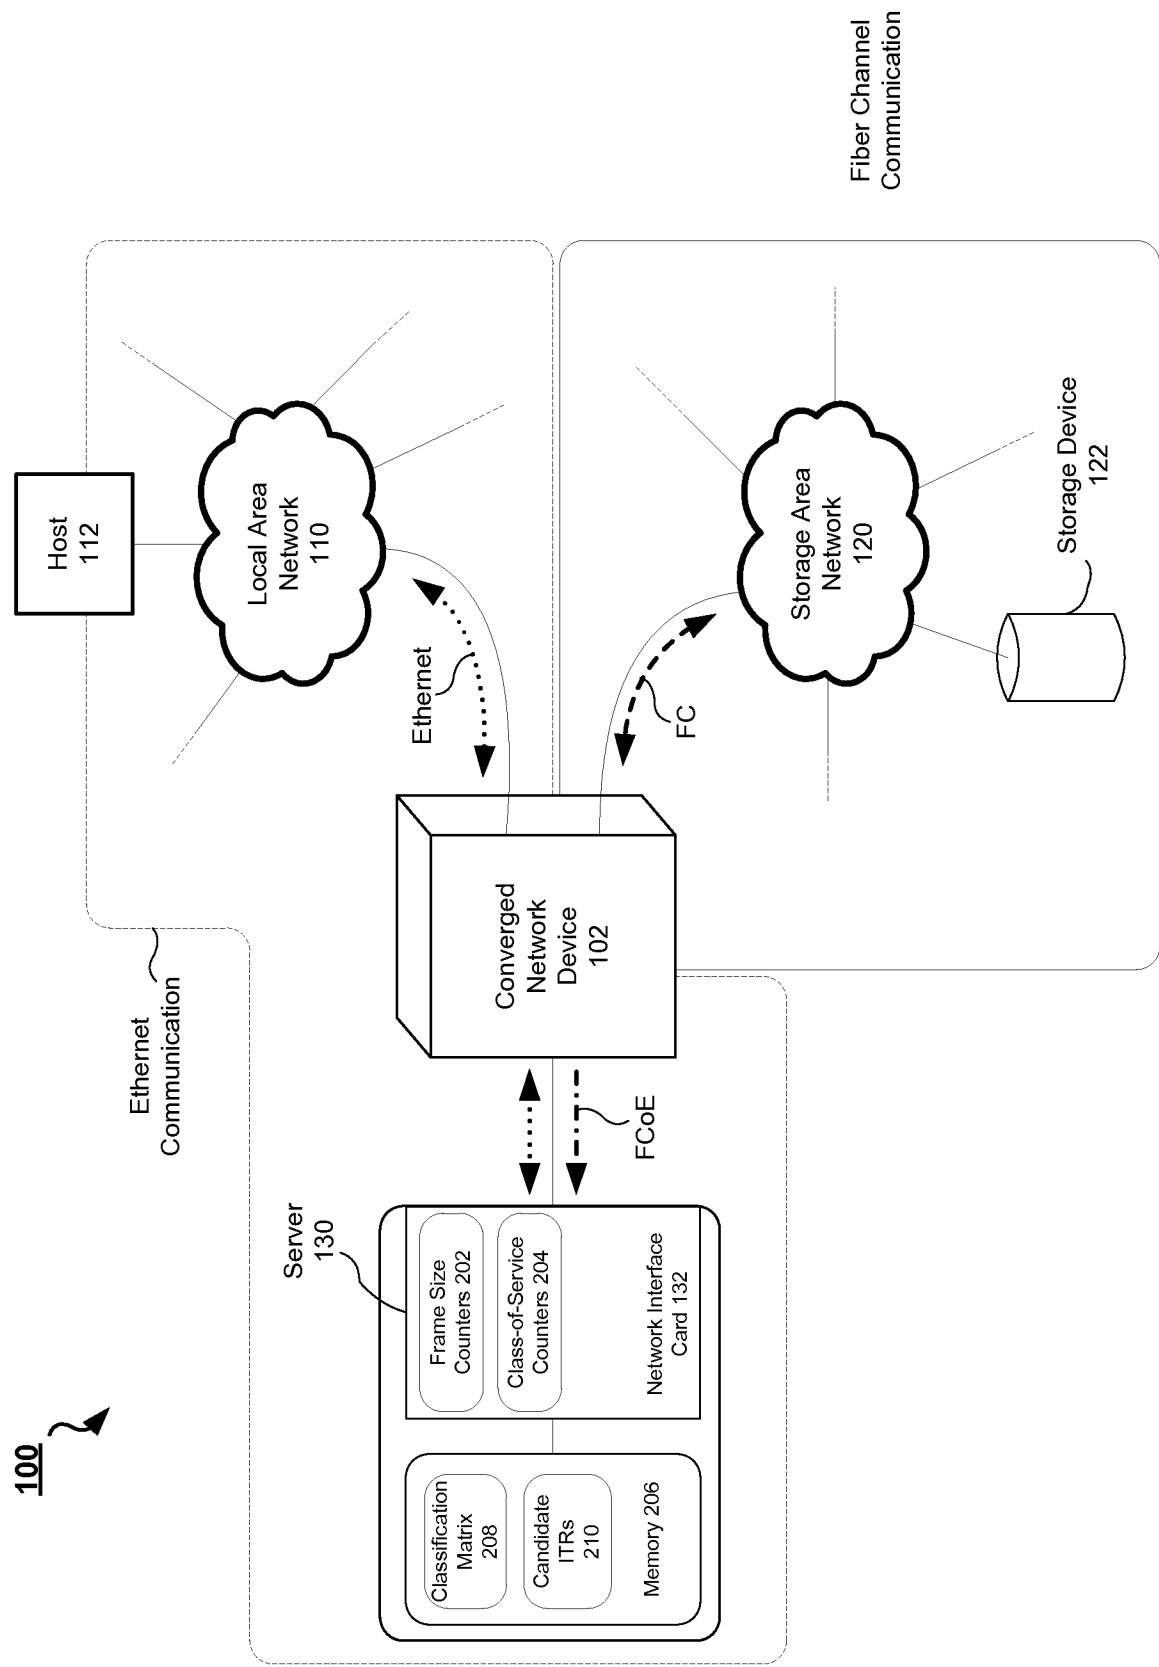 100
Server
130
Classification
Matrix
208
Candidate
ITRs
210
Memory 206
Frame Size
Counters 202
Class-of-Service
Counters 204
Network Interface
Card 132
Ethernet
Communication
FCoE
Converged
Network
Device
102
Ethernet
FC
Host
112
Local Area
Network
110
Storage Area
Network
120
Storage Device
122
Fiber Channel
Communication